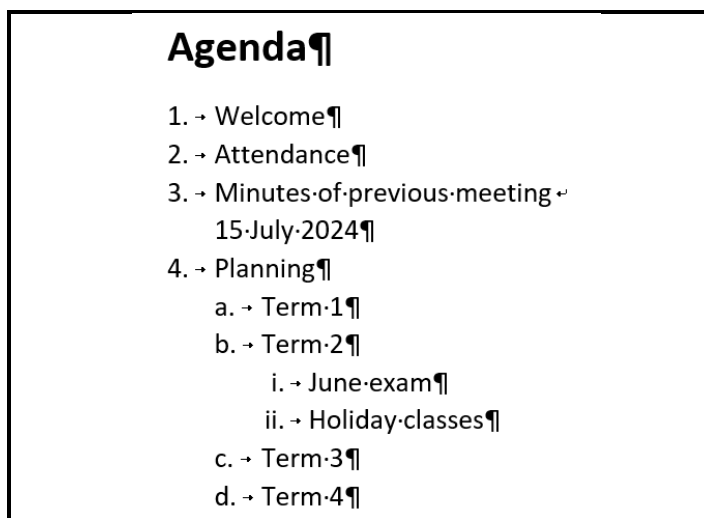 Agenda¶
1.→Welcome¶
2.→Attendance¶
3.→Minutes·of·previous·meeting↵
15·July·2024¶
4.→Planning¶
a.→Term·1¶
b.→Term·2¶
i.→June·exam¶
ii.→Holiday·classes¶
c.→Term·3¶
d.→Term·4¶